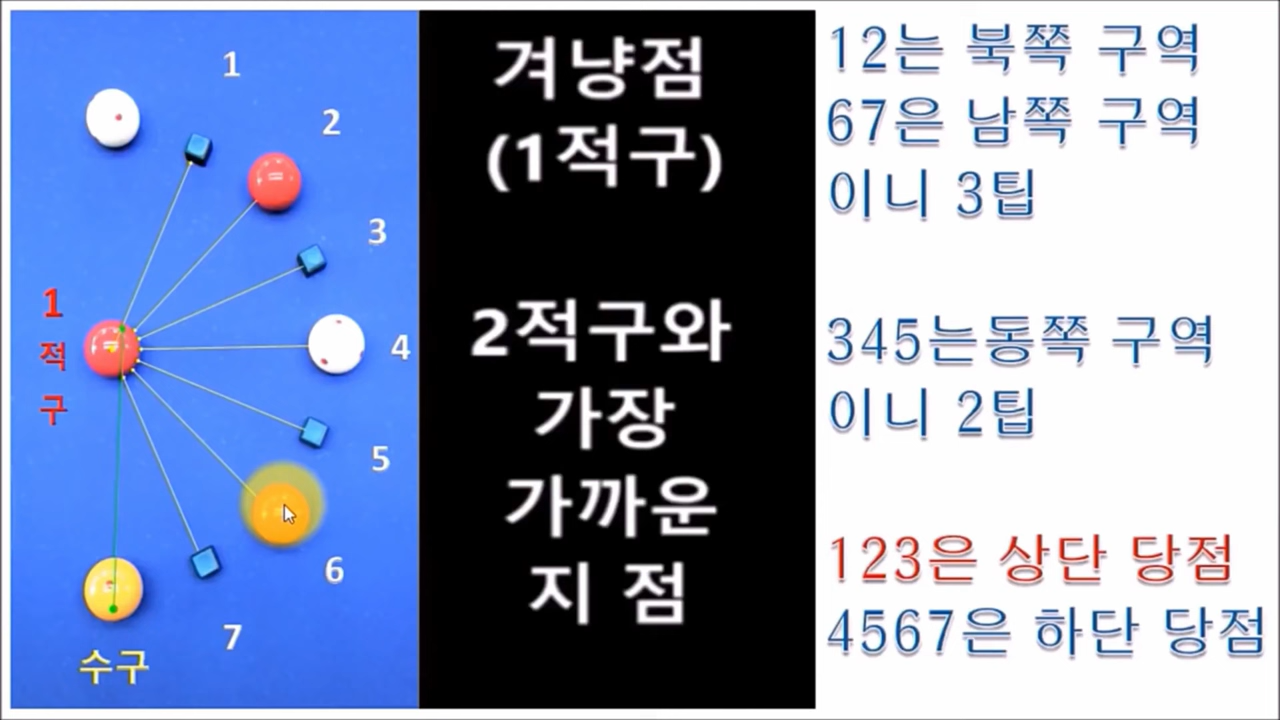 1
2
3
4
5
6
7
1
적
구
수구
겨냥점
(1적구)
2적구와
가장
가까운
지 점
12는 북쪽 구역
67은 남쪽 구역
이니 3팁
345는동쪽 구역
이니 2팁
123은 상단 당점
4567은 하단 당점